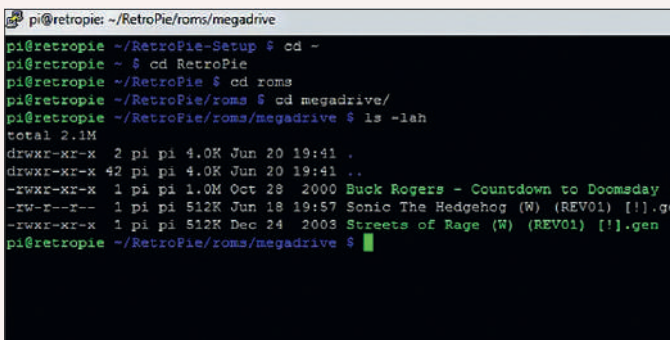 pi@retropie: ~/RetroPie/roms/megadrive
pi@retropie ~/RetroPie-Setup $ cd ~
pi@retropie ~ $ cd RetroPie
pi@retropie ~/RetroPie $ cd roms
pi@retropie ~/RetroPie/roms $ cd megadrive/
pi@retropie ~/RetroPie/roms/megadrive $ ls -lah
total 2.1M
drwxr-xr-x  2 pi pi 4.0K Jun 20 19:41 .
drwxr-xr-x 42 pi pi 4.0K Jun 20 19:41 ..
-rwxr-xr-x  1 pi pi 1.0M Oct 28  2000 Buck Rogers - Countdown to Doomsday
-rw-r--r--  1 pi pi 512K Jun 18 19:57 Sonic The Hedgehog (W) (REV01) [!].ge
-rwxr-xr-x  1 pi pi 512K Dec 24  2003 Streets of Rage (W) (REV01) [!].gen
pi@retropie ~/RetroPie/roms/megadrive $